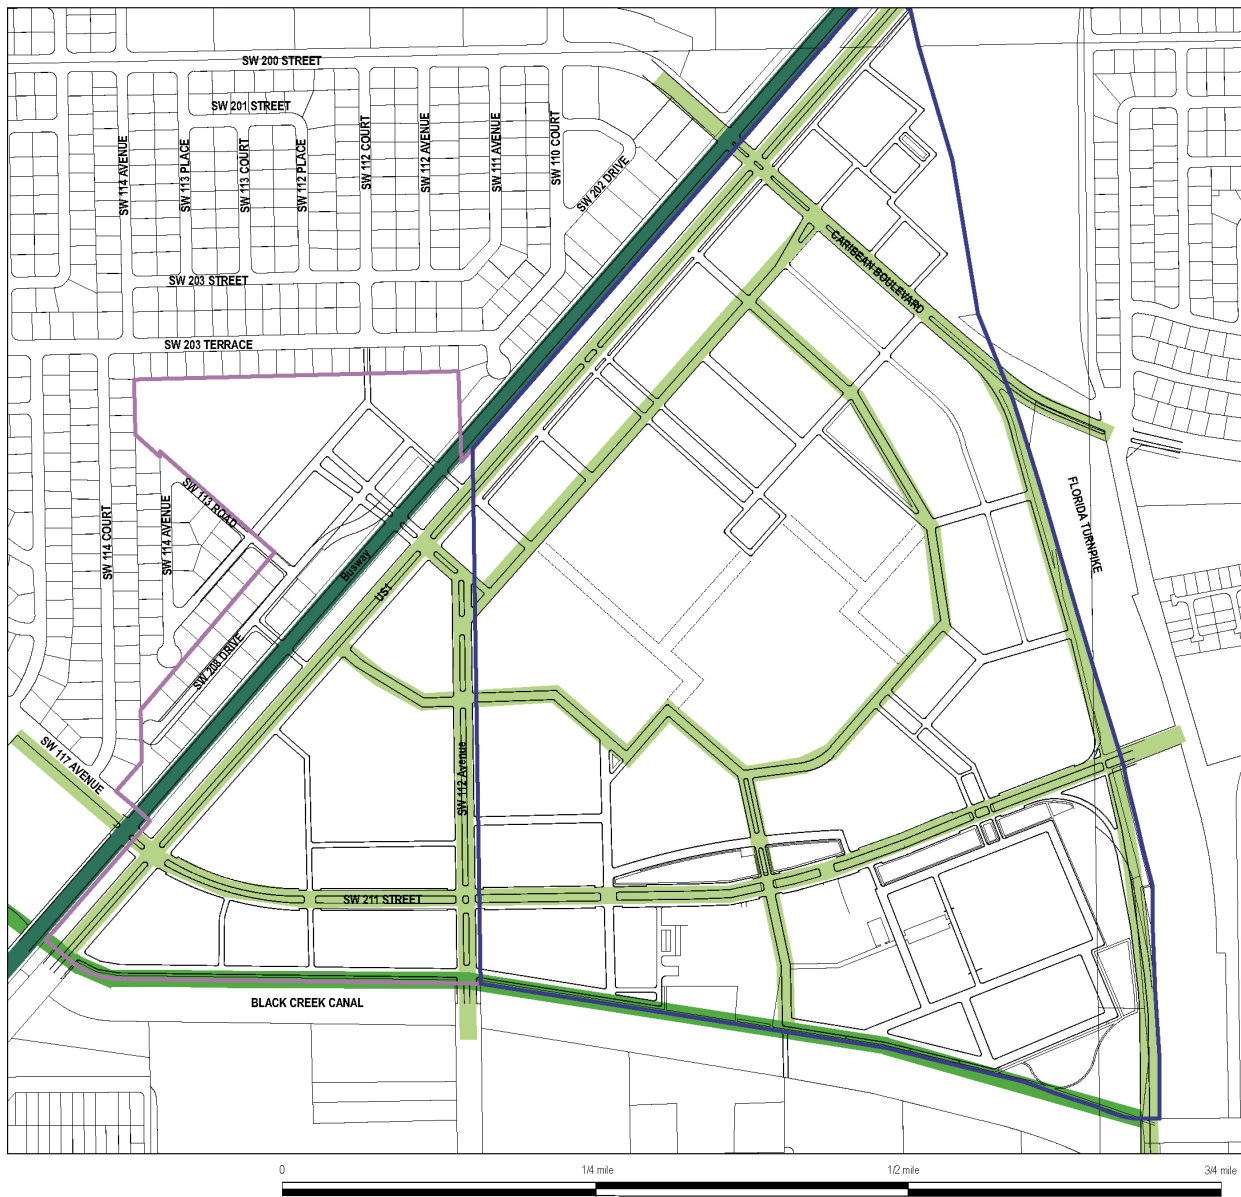 SW 200 STREET
SW 201 STREET
SW 114 AVENUE
SW 113 PLACE
SW 113 COURT
SW 112 PLACE
SW 112 COURT
SW 112 AVENUE
SW 111 AVENUE
SW 110 COURT
SW 202 DRIVE
CARIBEAN BOULEVARD
SW 203 STREET
SW 203 TERRACE
SW 113 ROAD
SW 114 COURT
SW 114 AVENUE
Busway
US1
FLORIDA TURNPIKE
SW 208 DRIVE
SW 117 AVENUE
SW 112 Avenue
SW 211 STREET
BLACK CREEK CANAL
0 1/4 mile 1/2 mile 3/4 mile